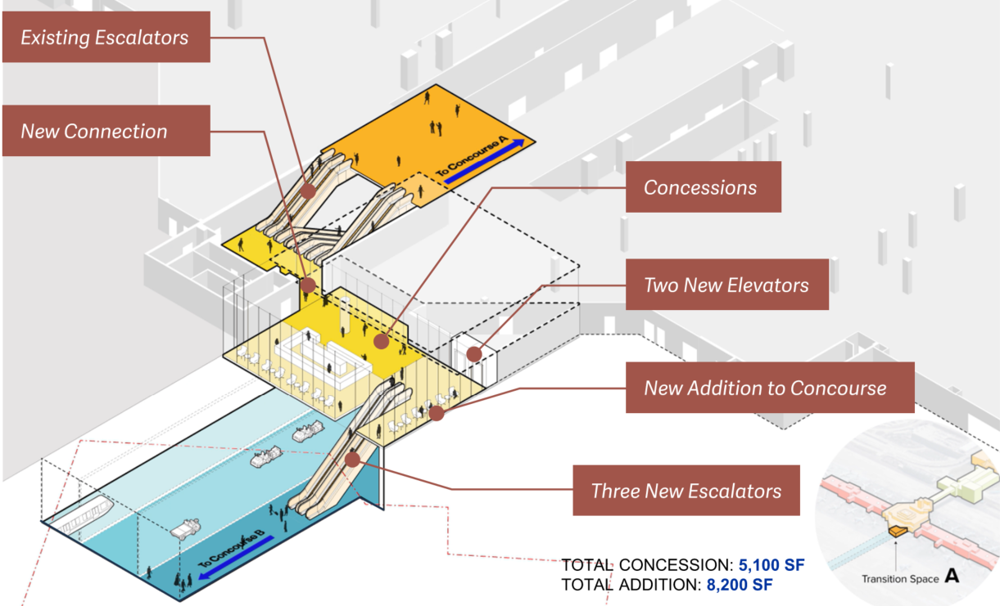 Existing Escalators
New Connection
To Concourse A
Concessions
Two New Elevators
New Addition to Concourse
Three New Escalators
To Concourse B
TOTAL CONCESSION: 5,100 SF
TOTAL ADDITION: 8,200 SF
Transition Space A